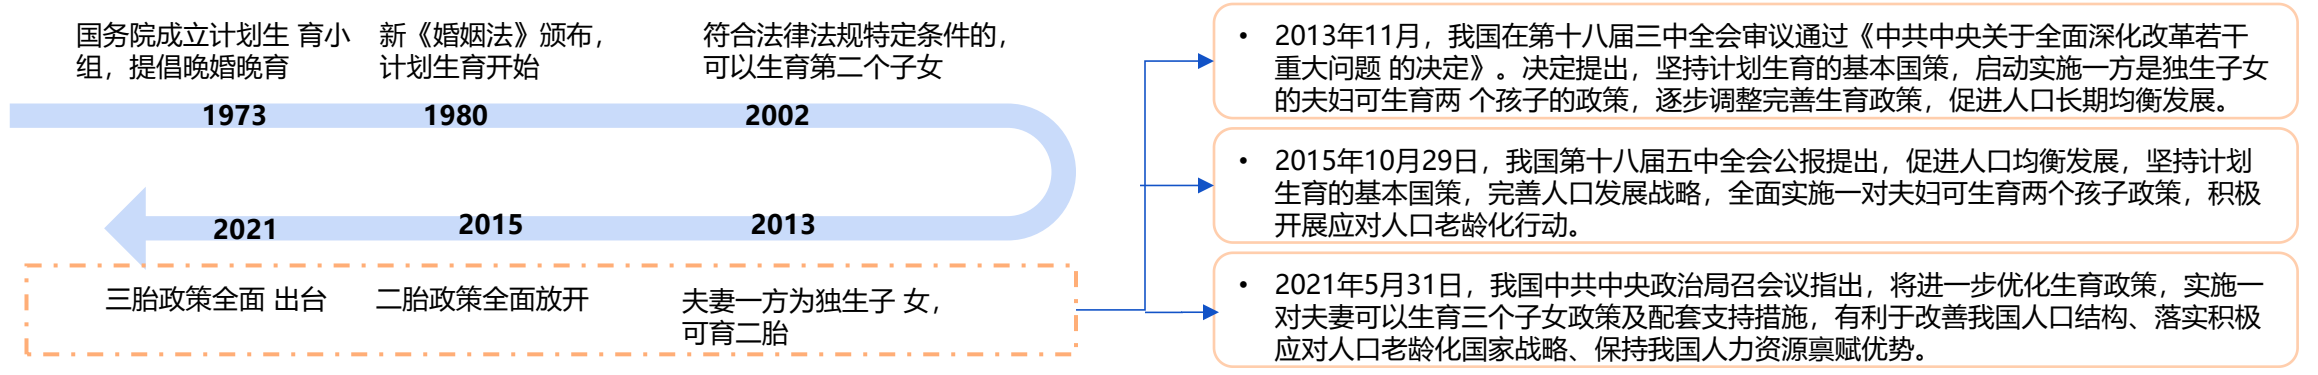 国务院成立计划生 育小
组，提倡晚婚晚育
新《婚姻法》颁布，
计划生育开始
符合法律法规特定条件的，
可以生育第二个子女
1973
1980
2002
2021
2015
2013
三胎政策全面 出台
二胎政策全面放开
夫妻一方为独生子 女，
可育二胎
• 2013年11月，我国在第十八届三中全会审议通过《中共中央关于全面深化改革若干
重大问题 的决定》。决定提出，坚持计划生育的基本国策，启动实施一方是独生子女
的夫妇可生育两 个孩子的政策，逐步调整完善生育政策，促进人口长期均衡发展。
• 2015年10月29日，我国第十八届五中全会公报提出，促进人口均衡发展，坚持计划
生育的基本国策，完善人口发展战略，全面实施一对夫妇可生育两个孩子政策，积极
开展应对人口老龄化行动。
• 2021年5月31日，我国中共中央政治局召会议指出，将进一步优化生育政策，实施一
对夫妻可以生育三个子女政策及配套支持措施，有利于改善我国人口结构、落实积极
应对人口老龄化国家战略、保持我国人力资源禀赋优势。